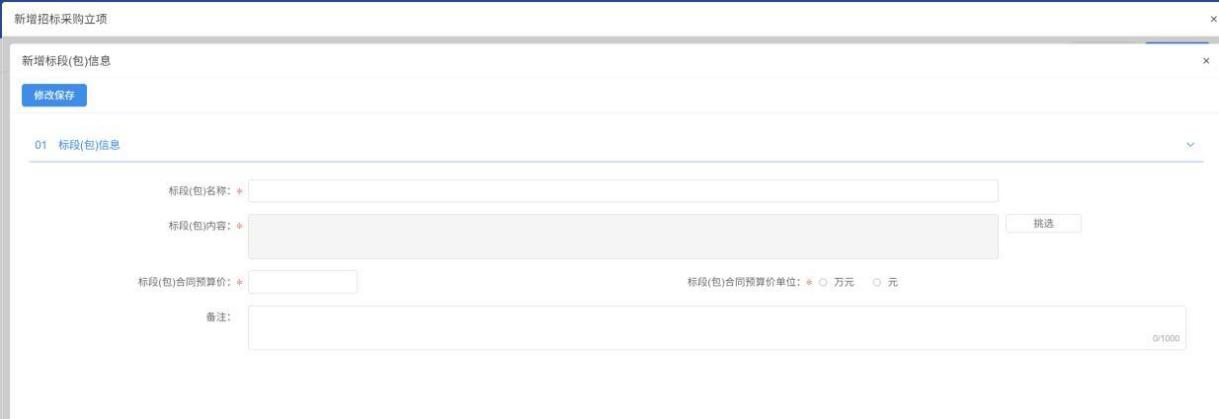 新增招标采购立项 ×
新增标段(包)信息 ×
修改保存
01 标段(包)信息
标段(包)名称: *
标段(包)内容: * 挑选
标段(包)合同预算价: * 标段(包)合同预算价单位: * 万元 元
备注:
0/1000